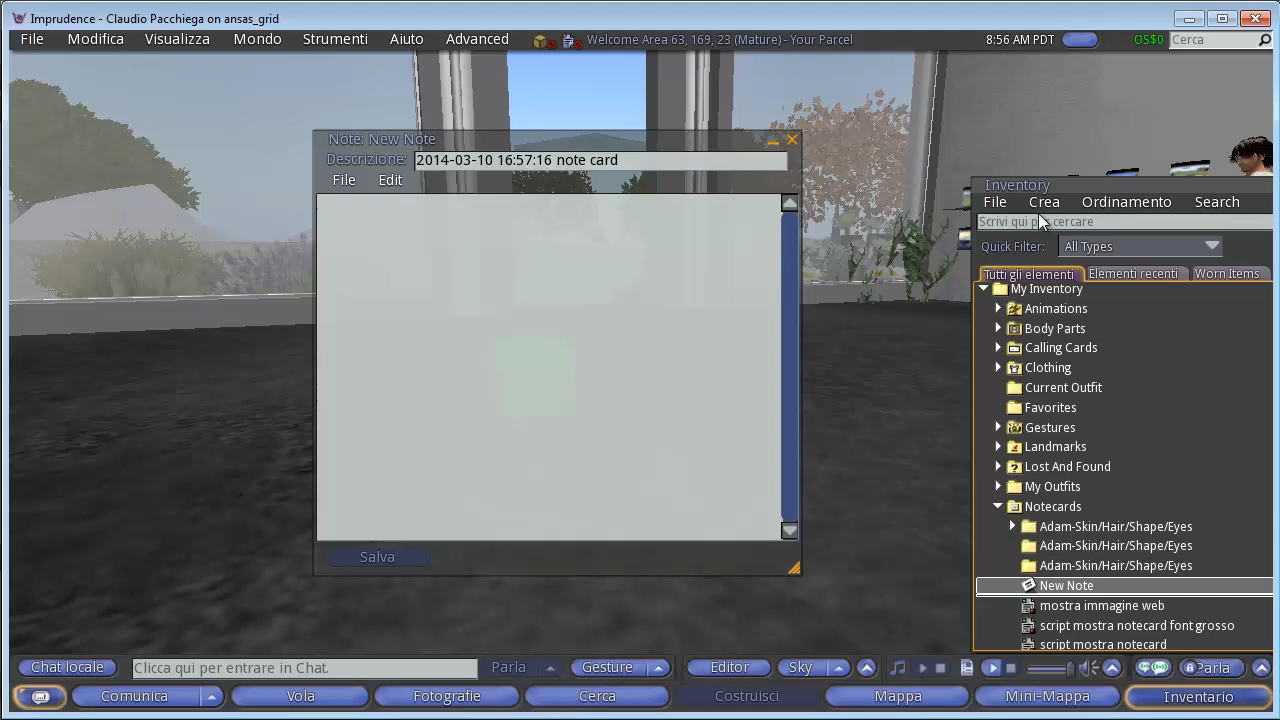 Imprudence - Claudio Pacchiega on ansas_grid
File Modifica Visualizza Mondo Strumenti Aiuto Advanced Welcome Area 63, 169, 23 (Mature) - Your Parcel 8:56 AM PDT OS$0 Cerca
Note: New Note
Descrizione: 2014-03-10 16:57:16 note card
File Edit
Salva
Inventory
File Crea Ordinamento Search
Scrivi qui cercare
Quick Filter: All Types
Tutti gli elementi Elementi recenti Worn Items
My Inventory
Animations
Body Parts
Calling Cards
Clothing
Current Outfit
Favorites
Gestures
Landmarks
Lost And Found
My Outfits
Notecards
Adam-Skin/Hair/Shape/Eyes
Adam-Skin/Hair/Shape/Eyes
Adam-Skin/Hair/Shape/Eyes
New Note
mostra immagine web
script mostra notecard font grosso
script mostra notecard
Chat locale Clicca qui per entrare in Chat. Parla Gesture Editor Sky Parla
Comunica Vola Fotografie Cerca Costruisci Mappa Mini-Mappa Inventario